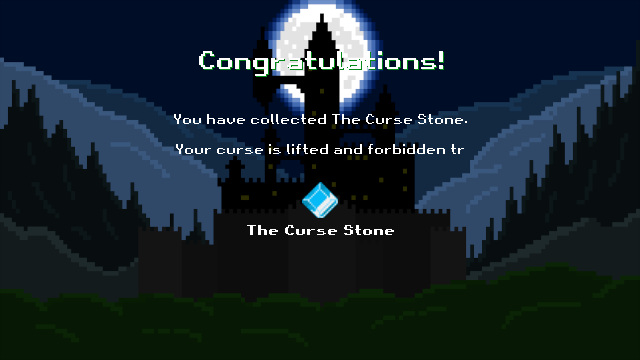 Congratulations!
You have collected The Curse Stone.
Your curse is lifted and forbidden tr
The Curse Stone